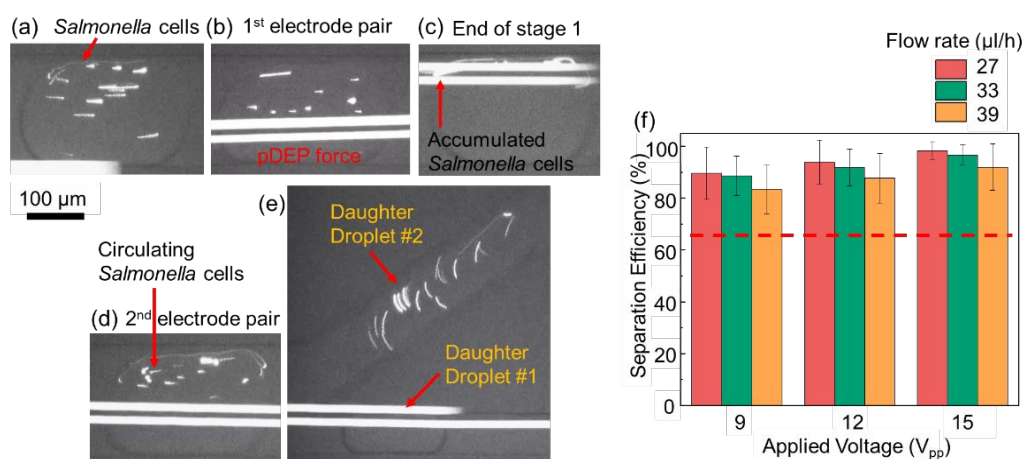 (a)
Salmonella cells
(b) 1st electrode pair
(c) End of stage 1
pDEP force
Accumulated
Salmonella cells
100 µm
Circulating
Salmonella cells
(d) 2nd electrode pair
(e)
Daughter
Droplet #2
Daughter
Droplet #1
(f)
Flow rate (µl/h)
27
33
39
Separation Efficiency (%)
100
80
60
40
20
0
9 12 15
Applied Voltage (Vpp)